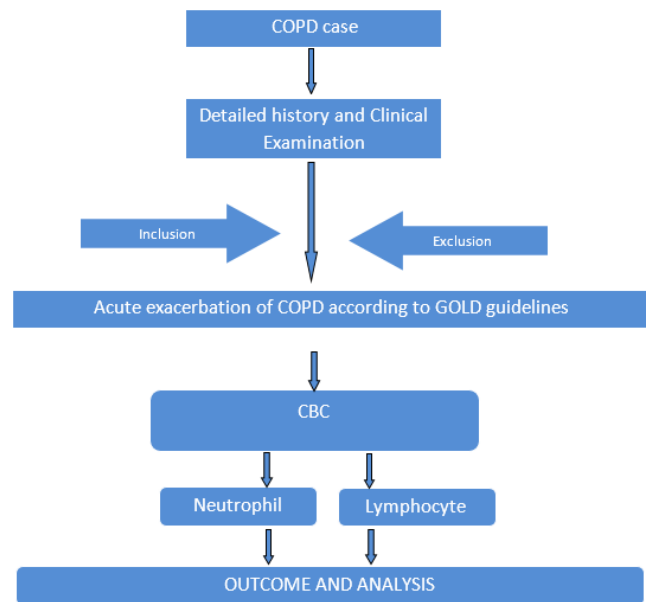 COPD case
Detailed history and Clinical
Examination
Inclusion
Exclusion
Acute exacerbation of COPD according to GOLD guidelines
CBC
Neutrophil
Lymphocyte
OUTCOME AND ANALYSIS